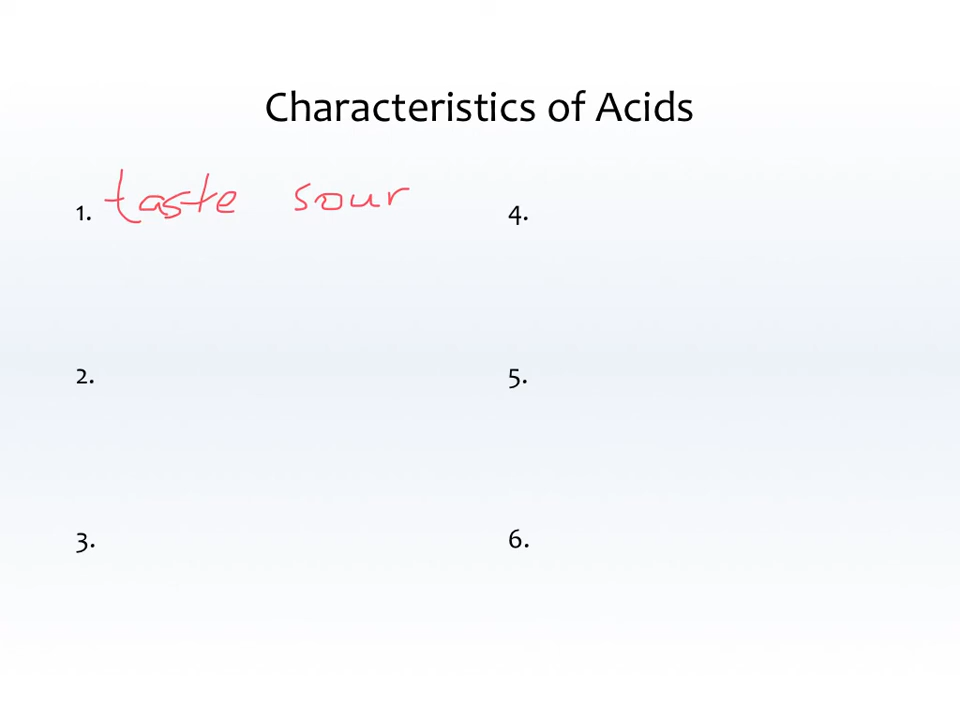 Characteristics of Acids
1. taste sour
4.
2.
5.
3.
6.